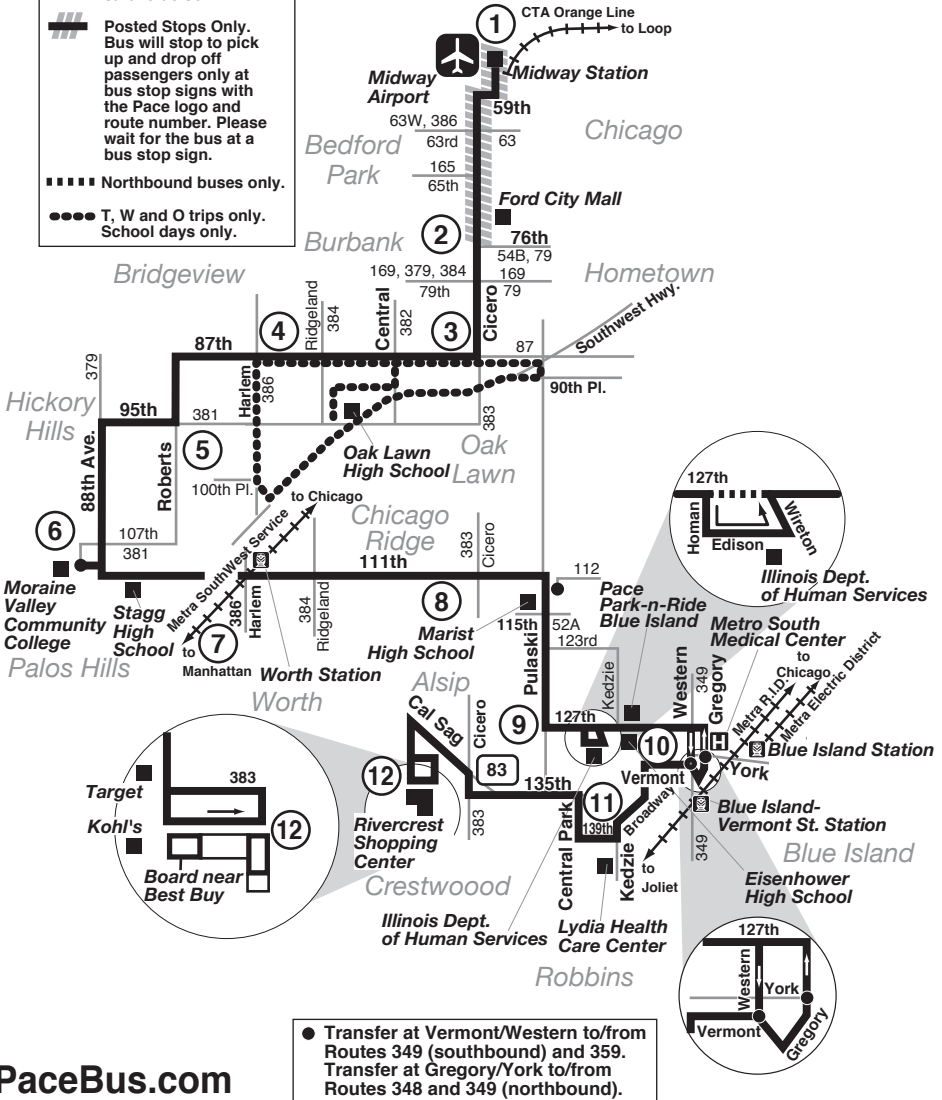 Posted Stops Only.
Bus will stop to pick
up and drop off
passengers only at
bus stop signs with
the Pace logo and
route number. Please
wait for the bus at a
bus stop sign.
Northbound buses only.
T, W and O trips only.
School days only.
1
CTA Orange Line
to Loop
Midway Station
Midway
Airport
59th
63W, 386
63rd
63
Chicago
Bedford
Park
165
65th
Ford City Mall
2
76th
54B, 79
Burbank
169, 379, 384
79th
169
79
Hometown
Bridgeview
Cicero
Southwest Hwy.
4
Ridgeland
384
Central
382
3
87th
87
90th Pl.
379
Harlem
386
Hickory
Hills
95th
381
383
88th Ave.
Roberts
5
Oak Lawn
High School
Oak
Lawn
100th Pl.
to Chicago
Metra SouthWest Service
Chicago
Ridge
6
107th
381
383
Cicero
111th
Moraine
Valley
Community
College
Stagg
High
School
to
Manhattan
7
386
Harlem
384
Ridgeland
8
Marist
High School
112
Pace
Park-n-Ride
Blue Island
115th
52A
123rd
Palos Hills
Worth Station
Worth
Alsip
Pulaski
Kedzie
Western
349
Gregory
Metro South
Medical Center
to
Chicago
Metra R.I.D.
Metra Electric District
127th
Homan
Wireton
Edison
Illinois Dept.
of Human Services
9
127th
10
H
Blue Island Station
York
Vermont
Cal Sag
Cicero
83
12
135th
11
139th
Broadway
Blue Island-
Vermont St. Station
349
383
Rivercrest
Shopping
Center
Crestwoood
Central Park
Kedzie
to
Joliet
Blue Island
Eisenhower
High School
Illinois Dept.
of Human Services
Lydia Health
Care Center
Robbins
383
Target
Kohl's
12
Board near
Best Buy
127th
Western
York
Vermont
Gregory
Transfer at Vermont/Western to/from
Routes 349 (southbound) and 359.
Transfer at Gregory/York to/from
Routes 348 and 349 (northbound).
PaceBus.com